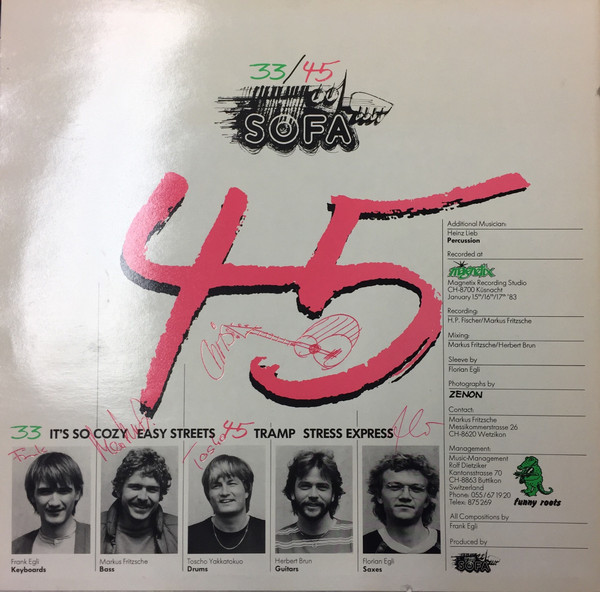 33/45
SOFA
45
33 IT'S SO COZY EASY STREETS 45 TRAMP STRESS EXPRESS
Frank Egli
Keyboards
Markus Fritzsche
Bass
Toscho Yakkatokuo
Drums
Herbert Brun
Guitars
Florian Egli
Saxes
Additional Musician:
Heinz Lieb
Percussion
Recorded at
magnetix
Magnetix Recording Studio
CH-8700 Küsnacht
January 15th/16th/17th '83
Recording:
H.P. Fischer/Markus Fritzsche
Mixing:
Markus Fritzsche/Herbert Brun
Sleeve by
Florian Egli
Photographs by
ZENON
Contact:
Markus Fritzsche
Messikommerstrasse 26
CH-8620 Wetzikon
Management:
Music-Management
Rolf Dietziker
Kantonsstrasse 70
CH-8863 Buttikon
Switzerland
Phone: 055/67 19 20
Telex: 875 269
funny roots
All Compositions by
Frank Egli
Produced by
SOFA